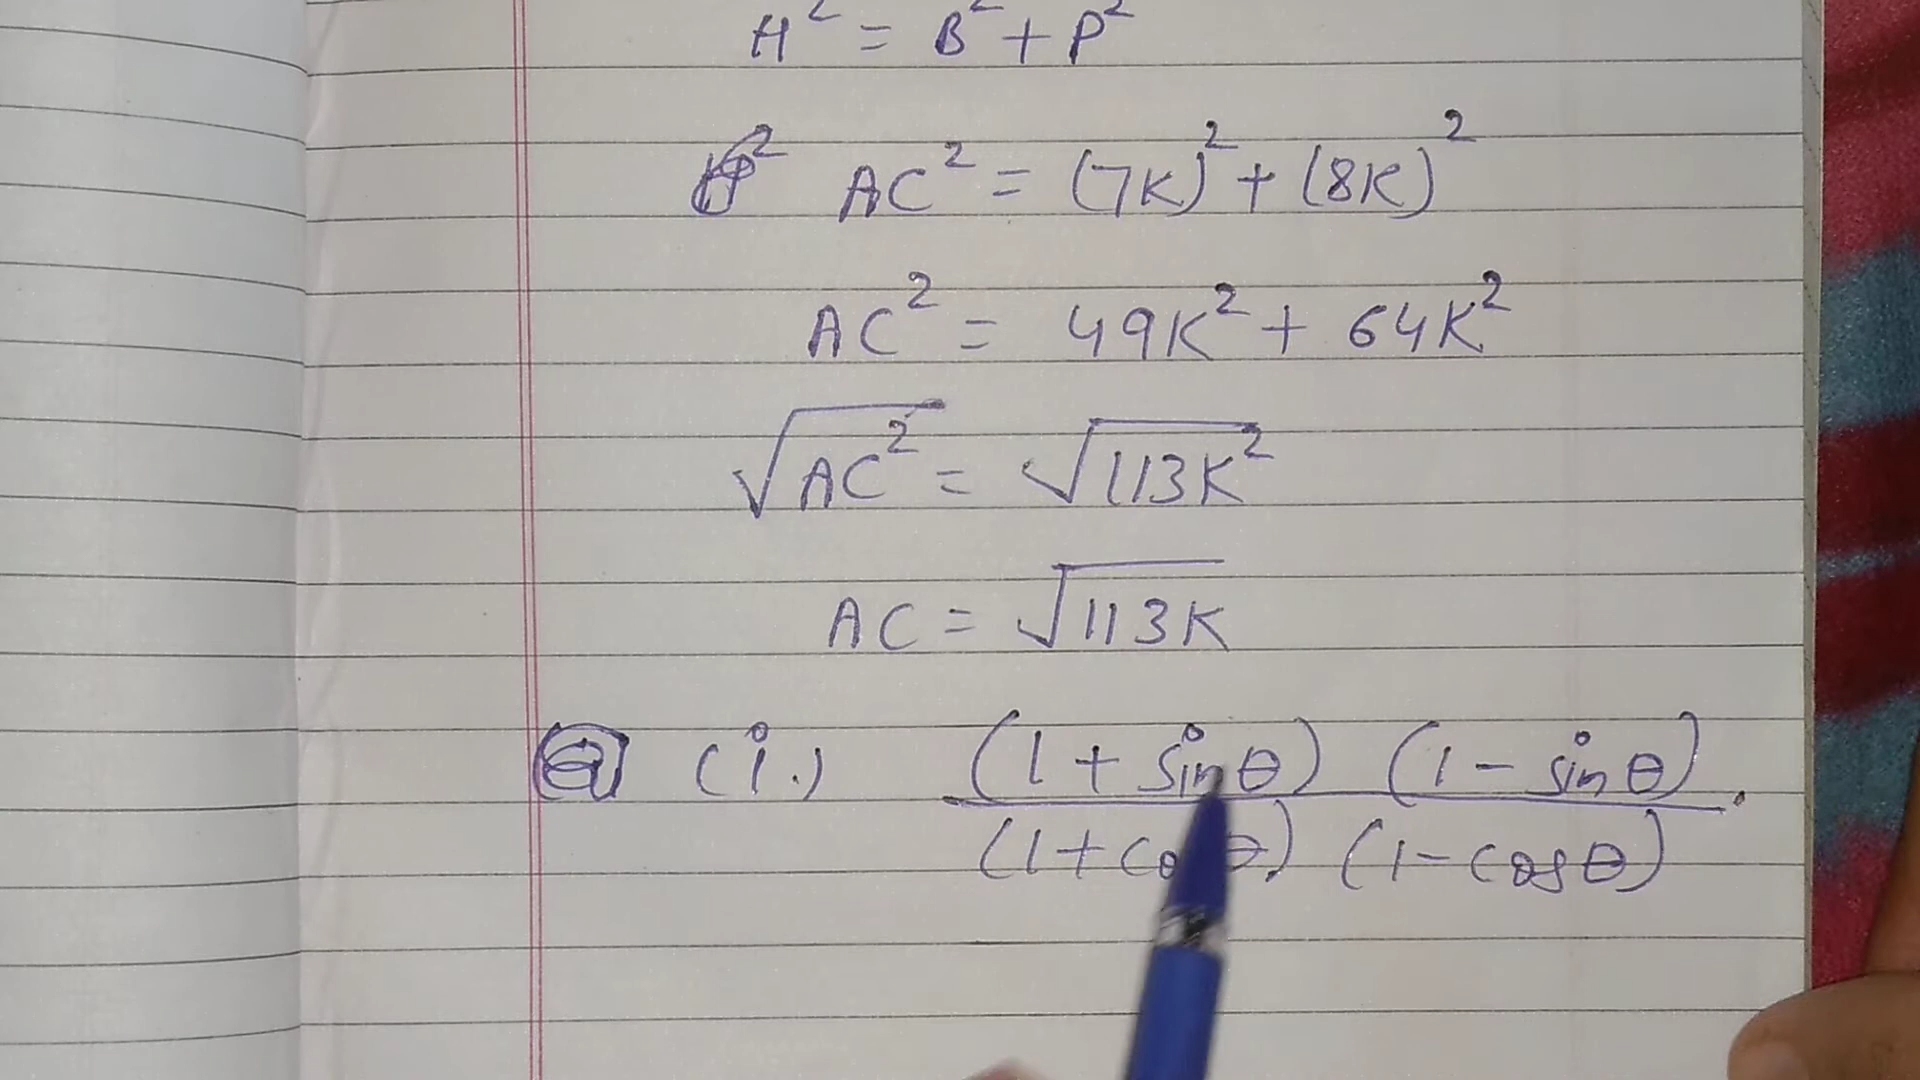 H² = B² + P²
AC² = (7K)² + (8K)²
AC² = 49K² + 64K²
√AC² = √113K²
AC = √113K
(i.) (1 + sinθ) (1 - sinθ)
(1 + cosθ) (1 - cosθ)